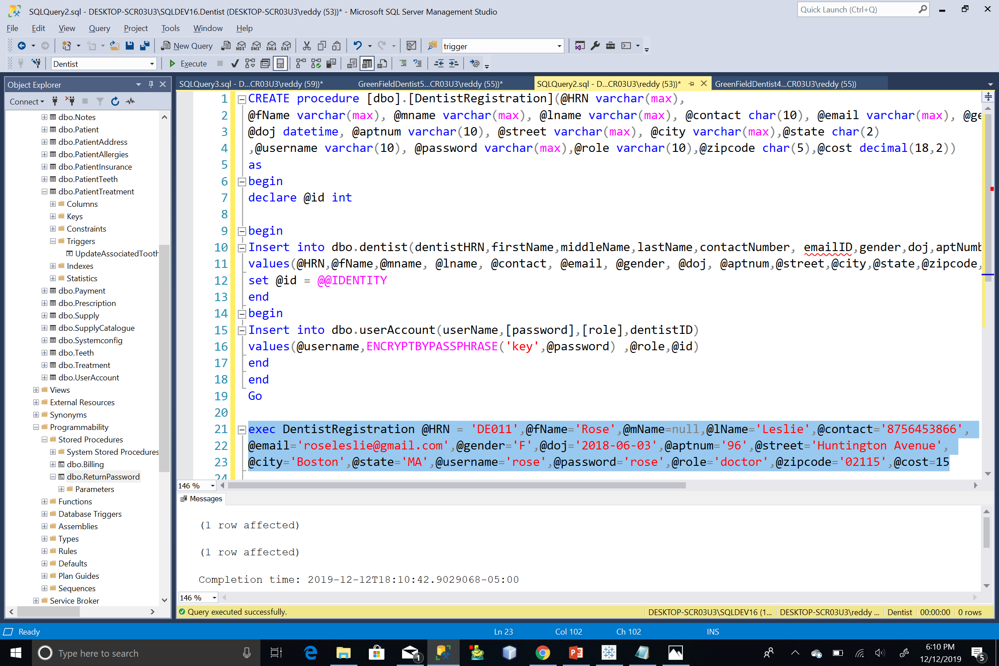 SQLQuery2.sql - DESKTOP-SCR03U3\SQLDEV16.Dentist (DESKTOP-SCR03U3\reddy (53))* - Microsoft SQL Server Management Studio
Quick Launch (Ctrl+Q)
File Edit View Query Project Tools Window Help
New Query MDX DMX XMLA DAX trigger
Dentist Execute
Object Explorer
SQLQuery3.sql - D...CR03U3\reddy (59))* GreenFieldDentist5...CR03U3\reddy (55))* SQLQuery2.sql - D...CR03U3\reddy (53))* GreenFieldDentist4...CR03U3\reddy (55))
Connect
dbo.Notes
dbo.Patient
dbo.PatientAddress
dbo.PatientAllergies
dbo.PatientInsurance
dbo.PatientTeeth
dbo.PatientTreatment
Columns
Keys
Constraints
Triggers
UpdateAssociatedTooth
Indexes
Statistics
dbo.Payment
dbo.Prescription
dbo.Supply
dbo.SupplyCatalogue
dbo.Systemconfig
dbo.Teeth
dbo.Treatment
dbo.UserAccount
Views
External Resources
Synonyms
Programmability
Stored Procedures
System Stored Procedures
dbo.Billing
dbo.ReturnPassword
Parameters
Functions
Database Triggers
Assemblies
Types
Rules
Defaults
Plan Guides
Sequences
Service Broker
1 CREATE procedure [dbo].[DentistRegistration](@HRN varchar(max),
2 @fName varchar(max), @mname varchar(max), @lname varchar(max), @contact char(10), @email varchar(max), @ge
3 @doj datetime, @aptnum varchar(10), @street varchar(max), @city varchar(max),@state char(2)
4 ,@username varchar(10), @password varchar(max),@role varchar(10),@zipcode char(5),@cost decimal(18,2))
5 as
6 begin
7 declare @id int
8
9 begin
10 Insert into dbo.dentist(dentistHRN,firstName,middleName,lastName,contactNumber, emailID,gender,doj,aptNumb
11 values(@HRN,@fName,@mname, @lname, @contact, @email, @gender, @doj, @aptnum,@street,@city,@state,@zipcode,
12 set @id = @@IDENTITY
13 end
14 begin
15 Insert into dbo.userAccount(userName,[password],[role],dentistID)
16 values(@username,ENCRYPTBYPASSPHRASE('key',@password) ,@role,@id)
17 end
18 end
19 Go
20
21 exec DentistRegistration @HRN = 'DE011',@fName='Rose',@mName=null,@lName='Leslie',@contact='8756453866',
22 @email='roseleslie@gmail.com',@gender='F',@doj='2018-06-03',@aptnum='96',@street='Huntington Avenue',
23 @city='Boston',@state='MA',@username='rose',@password='rose',@role='doctor',@zipcode='02115',@cost=15
24
146 %
Messages
(1 row affected)
(1 row affected)
Completion time: 2019-12-12T18:10:42.9029068-05:00
146 %
Query executed successfully. DESKTOP-SCR03U3\SQLDEV16 (1... DESKTOP-SCR03U3\reddy ... Dentist 00:00:00 0 rows
Ready Ln 23 Col 102 Ch 102 INS
Type here to search 1 6:10 PM
12/12/2019 5